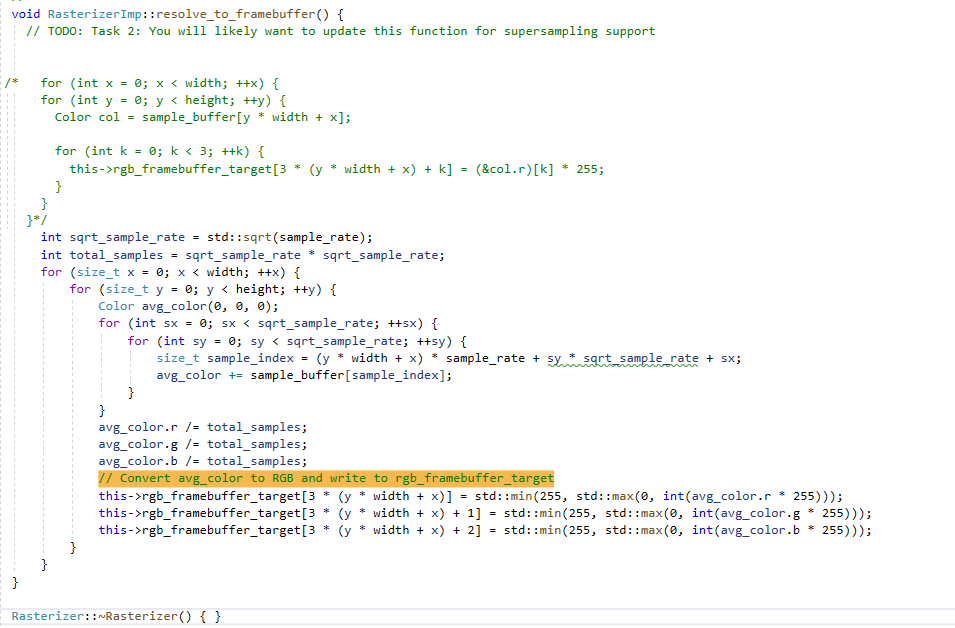 void RasterizerImp::resolve_to_framebuffer() {
// TODO: Task 2: You will likely want to update this function for supersampling support
/* for (int x = 0; x < width; ++x) {
for (int y = 0; y < height; ++y) {
Color col = sample_buffer[y * width + x];
for (int k = 0; k < 3; ++k) {
this->rgb_framebuffer_target[3 * (y * width + x) + k] = (&col.r)[k] * 255;
}
}
}*/
int sqrt_sample_rate = std::sqrt(sample_rate);
int total_samples = sqrt_sample_rate * sqrt_sample_rate;
for (size_t x = 0; x < width; ++x) {
for (size_t y = 0; y < height; ++y) {
Color avg_color(0, 0, 0);
for (int sx = 0; sx < sqrt_sample_rate; ++sx) {
for (int sy = 0; sy < sqrt_sample_rate; ++sy) {
size_t sample_index = (y * width + x) * sample_rate + sy * sqrt_sample_rate + sx;
avg_color += sample_buffer[sample_index];
}
}
avg_color.r /= total_samples;
avg_color.g /= total_samples;
avg_color.b /= total_samples;
// Convert avg_color to RGB and write to rgb_framebuffer_target
this->rgb_framebuffer_target[3 * (y * width + x)] = std::min(255, std::max(0, int(avg_color.r * 255)));
this->rgb_framebuffer_target[3 * (y * width + x) + 1] = std::min(255, std::max(0, int(avg_color.g * 255)));
this->rgb_framebuffer_target[3 * (y * width + x) + 2] = std::min(255, std::max(0, int(avg_color.b * 255)));
}
}
}
Rasterizer::~Rasterizer() { }